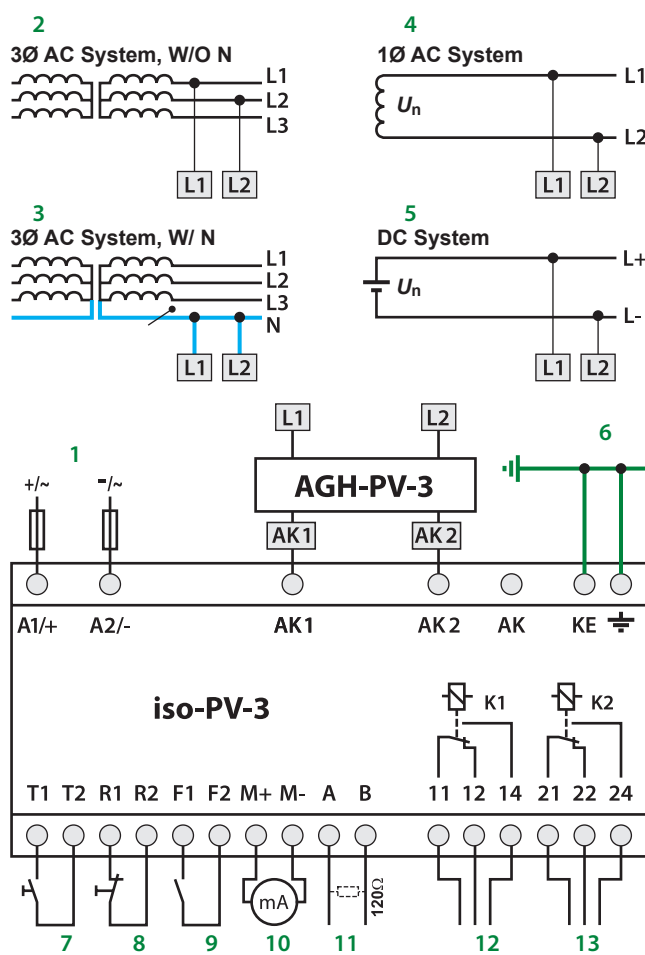 2
3Ø AC System, W/O N
L1
L2
L3
L1 L2
4
1Ø AC System
Un
L1
L2
L1 L2
3
3Ø AC System, W/ N
L1
L2
L3
N
L1 L2
5
DC System
Un
L+
L-
L1 L2
L1 L2
1
+/~ -/~
AGH-PV-3
6
AK1 AK2
A1/+ A2/- AK1 AK2 AK KE
iso-PV-3
K1 K2
T1 T2 R1 R2 F1 F2 M+ M- A B 11 12 14 21 22 24
mA
120Ω
7 8 9 10 11 12 13